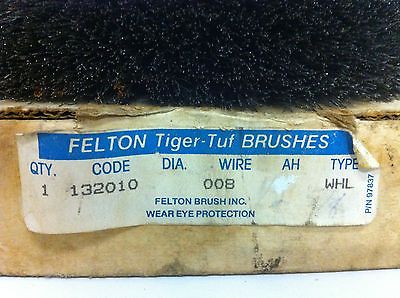 FELTON Tiger-Tuf BRUSHES
QTY. CODE DIA. WIRE AH TYPE
1 132010 008 WHL
FELTON BRUSH INC.
WEAR EYE PROTECTION
P/N 97837